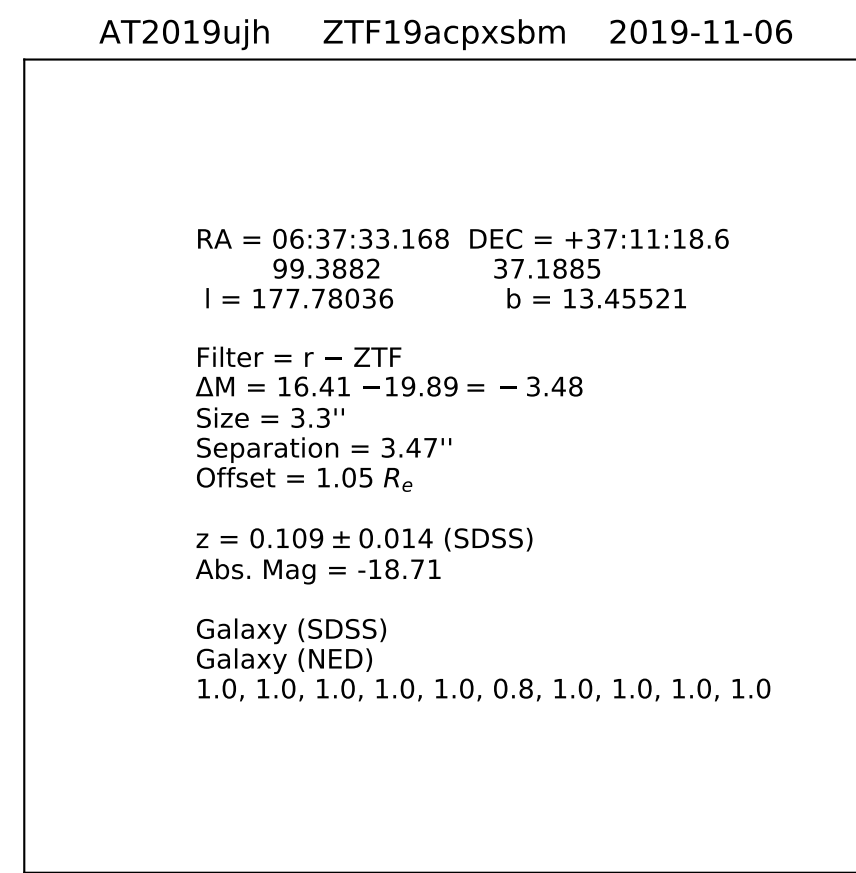 AT2019ujh ZTF19acpxsbm 2019-11-06
RA = 06:37:33.168 DEC = +37:11:18.6
99.3882 37.1885
l = 177.78036 b = 13.45521
Filter = r − ZTF
ΔM = 16.41 −19.89 = − 3.48
Size = 3.3''
Separation = 3.47''
Offset = 1.05 Re
z = 0.109 ± 0.014 (SDSS)
Abs. Mag = -18.71
Galaxy (SDSS)
Galaxy (NED)
1.0, 1.0, 1.0, 1.0, 1.0, 0.8, 1.0, 1.0, 1.0, 1.0